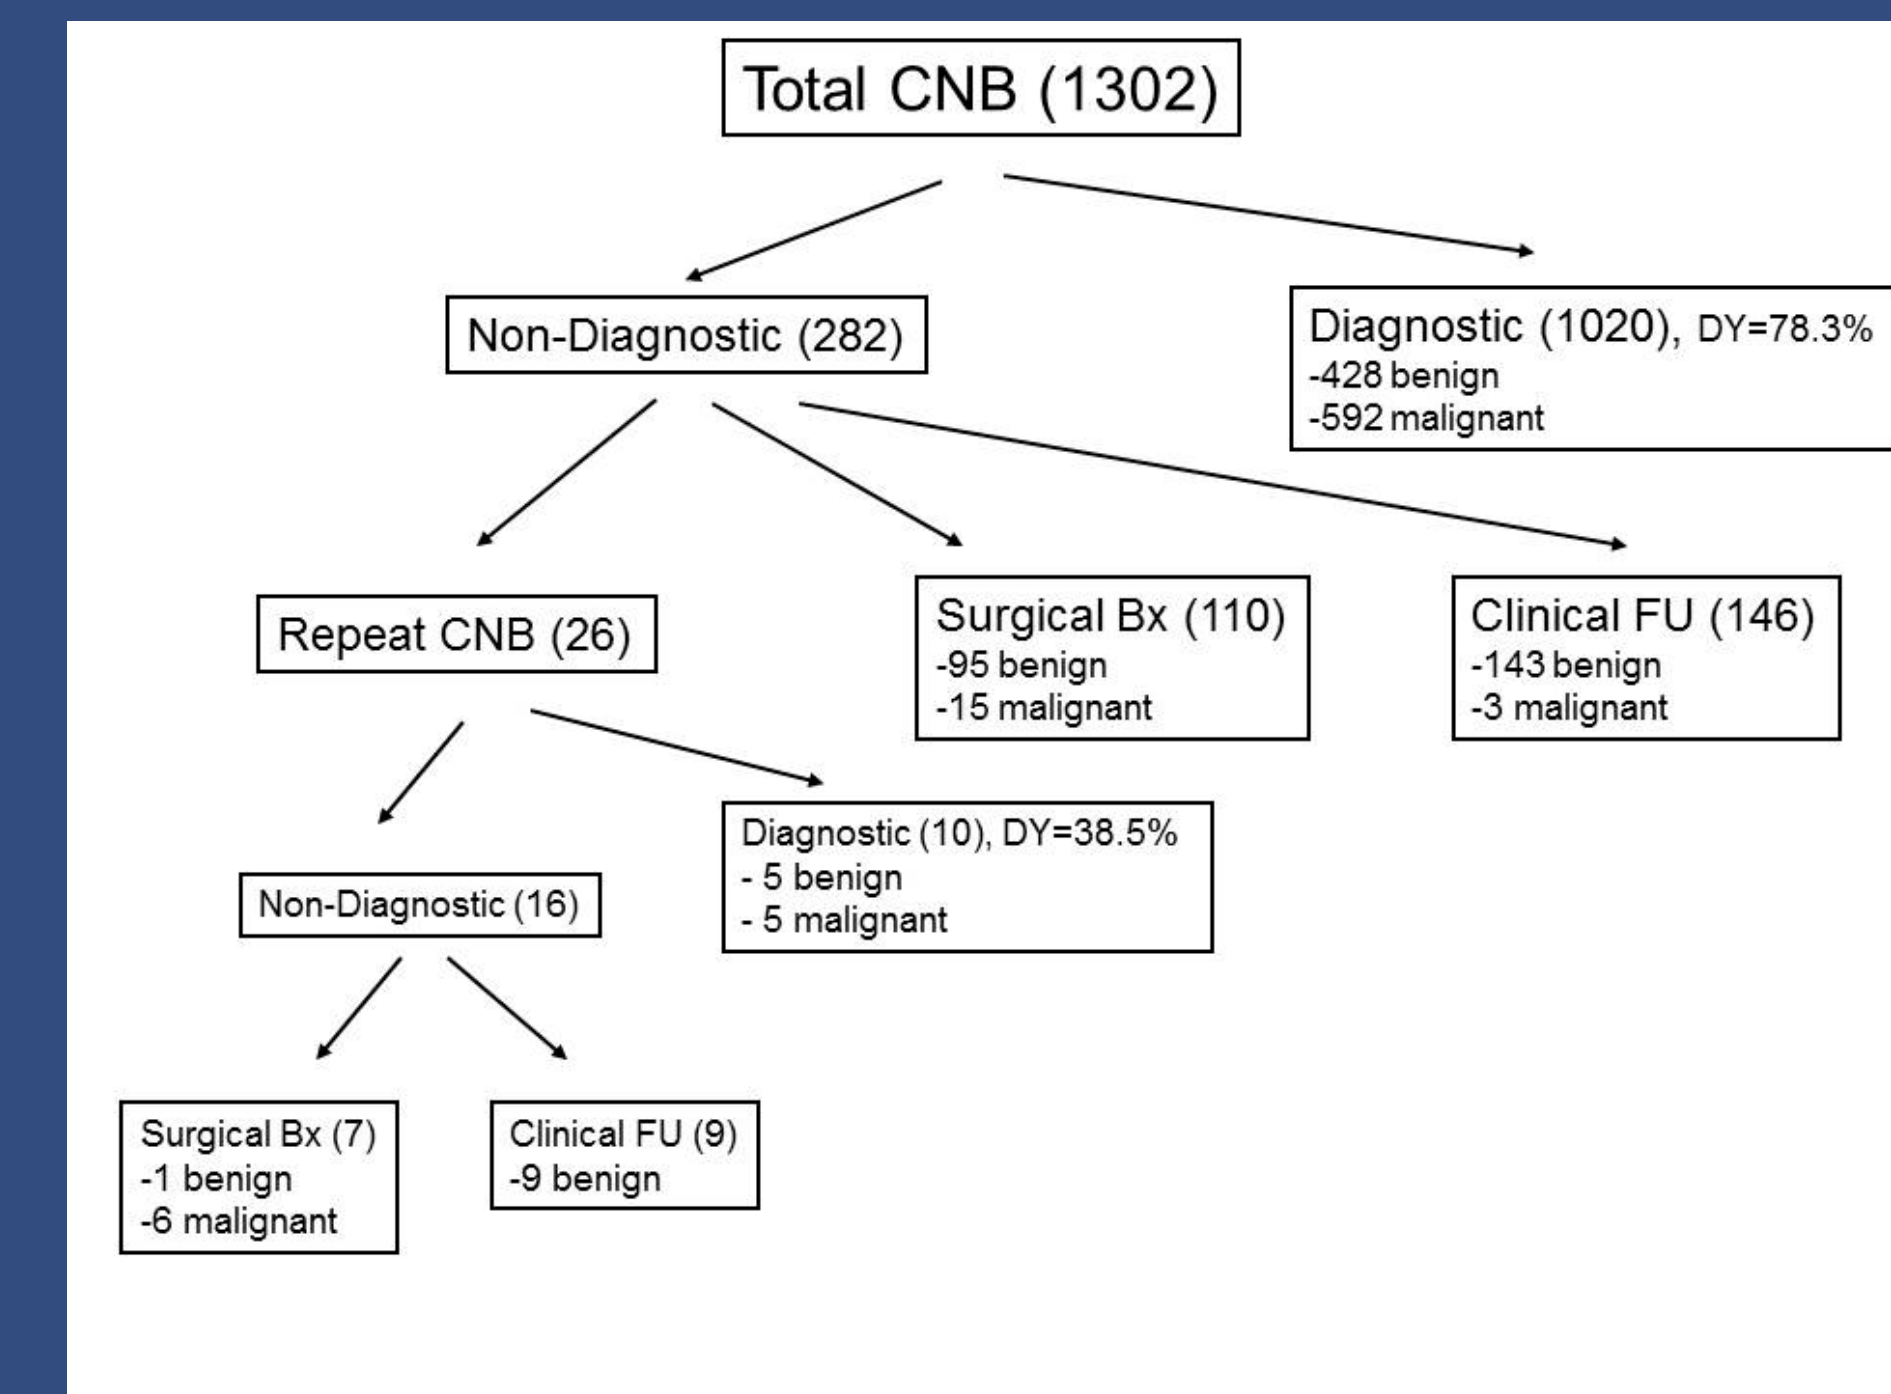 Total CNB (1302)
Non-Diagnostic (282)
Diagnostic (1020), DY=78.3%
-428 benign
-592 malignant
Repeat CNB (26)
Surgical Bx (110)
-95 benign
-15 malignant
Clinical FU (146)
-143 benign
-3 malignant
Non-Diagnostic (16)
Diagnostic (10), DY=38.5%
- 5 benign
- 5 malignant
Surgical Bx (7)
-1 benign
-6 malignant
Clinical FU (9)
-9 benign